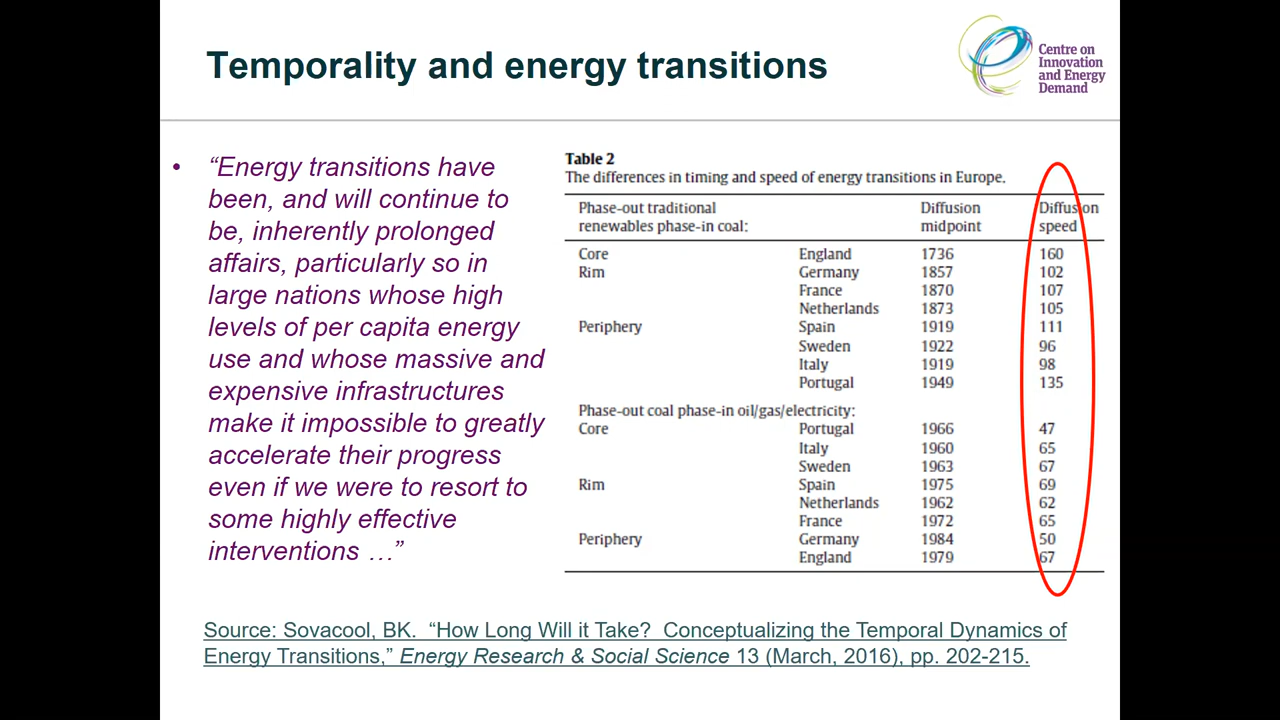 Temporality and energy transitions
Centre on
Innovation
and Energy
Demand
• “Energy transitions have
been, and will continue to
be, inherently prolonged
affairs, particularly so in
large nations whose high
levels of per capita energy
use and whose massive and
expensive infrastructures
make it impossible to greatly
accelerate their progress
even if we were to resort to
some highly effective
interventions …”
Table 2
The differences in timing and speed of energy transitions in Europe.
Phase-out traditional Diffusion Diffusion
renewables phase-in coal: midpoint speed
Core England 1736 160
Rim Germany 1857 102
France 1870 107
Netherlands 1873 105
Periphery Spain 1919 111
Sweden 1922 96
Italy 1919 98
Portugal 1949 135
Phase-out coal phase-in oil/gas/electricity:
Core Portugal 1966 47
Italy 1960 65
Sweden 1963 67
Rim Spain 1975 69
Netherlands 1962 62
France 1972 65
Periphery Germany 1984 50
England 1979 67
Source: Sovacool, BK. “How Long Will it Take? Conceptualizing the Temporal Dynamics of
Energy Transitions,” Energy Research & Social Science 13 (March, 2016), pp. 202-215.